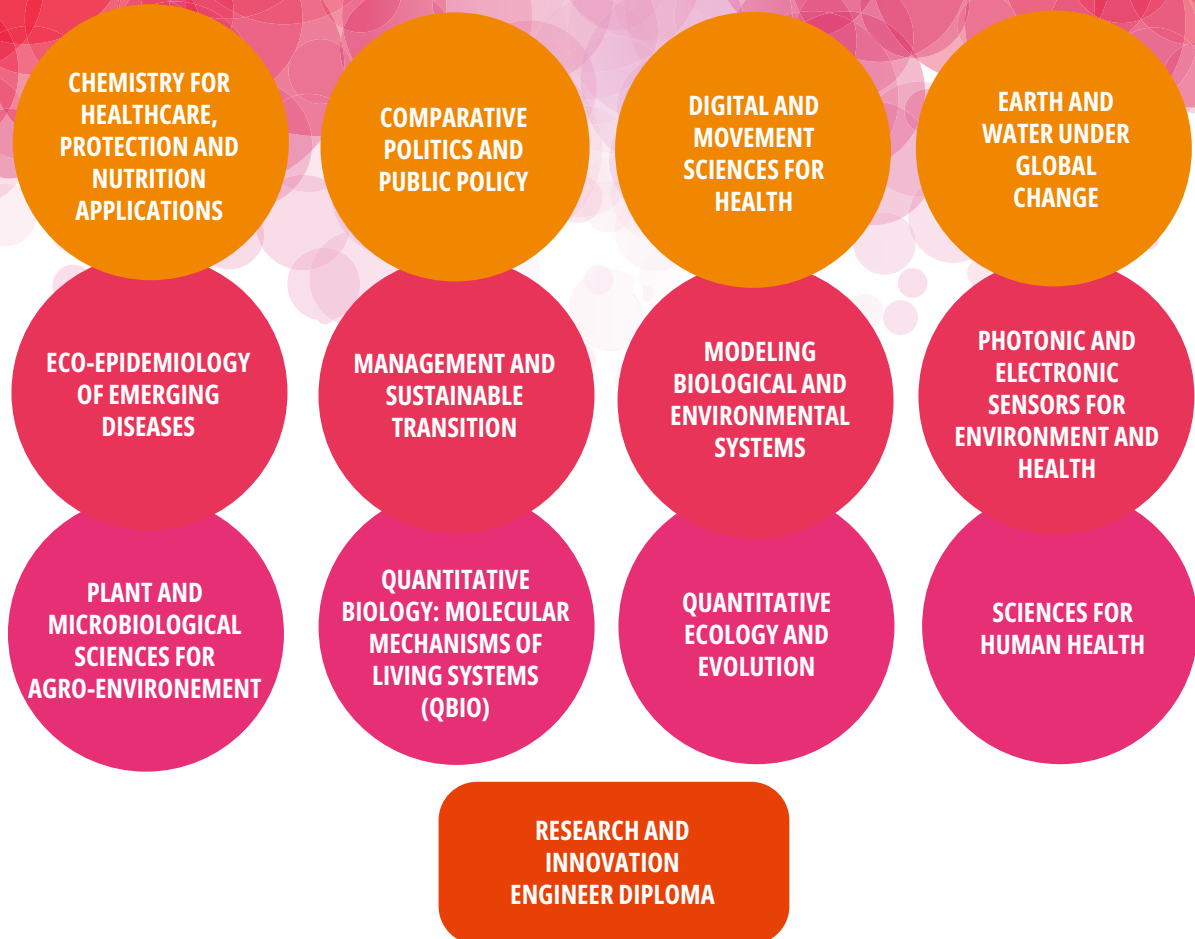 CHEMISTRY FOR
HEALTHCARE,
PROTECTION AND
NUTRITION
APPLICATIONS
COMPARATIVE
POLITICS AND
PUBLIC POLICY
DIGITAL AND
MOVEMENT
SCIENCES FOR
HEALTH
EARTH AND
WATER UNDER
GLOBAL
CHANGE
ECO-EPIDEMIOLOGY
OF EMERGING
DISEASES
MANAGEMENT AND
SUSTAINABLE
TRANSITION
MODELING
BIOLOGICAL AND
ENVIRONMENTAL
SYSTEMS
PHOTONIC AND
ELECTRONIC
SENSORS FOR
ENVIRONMENT AND
HEALTH
PLANT AND
MICROBIOLOGICAL
SCIENCES FOR
AGRO-ENVIRONEMENT
QUANTITATIVE
BIOLOGY: MOLECULAR
MECHANISMS OF
LIVING SYSTEMS
(QBIO)
QUANTITATIVE
ECOLOGY AND
EVOLUTION
SCIENCES FOR
HUMAN HEALTH
RESEARCH AND
INNOVATION
ENGINEER DIPLOMA